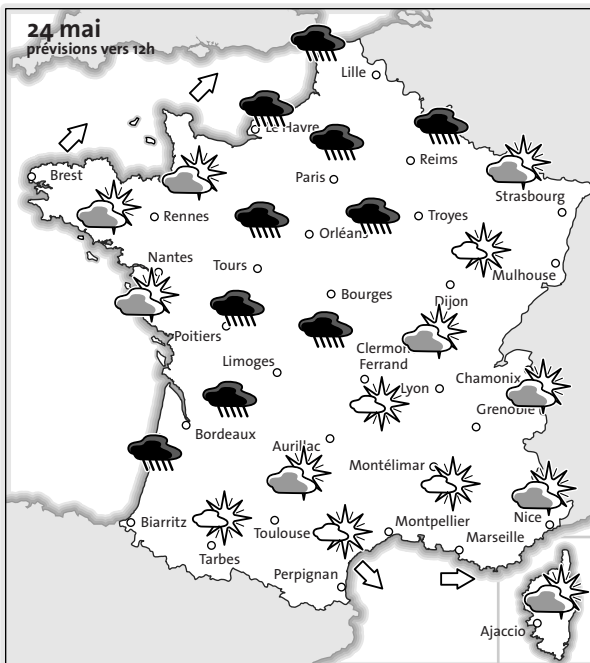 24 mai
prévisions vers 12h
Lille
Le Havre
Reims
Brest
Paris
Strasbourg
Rennes
Troyes
Orléans
Nantes
Tours
Mulhouse
Bourges
Dijon
Poitiers
Clermon
Ferrand
Limoges
Lyon
Chamonix
Grenoble
Bordeaux
Aurillac
Montélimar
Biarritz
Toulouse
Montpellier
Nice
Marseille
Tarbes
Perpignan
Ajaccio